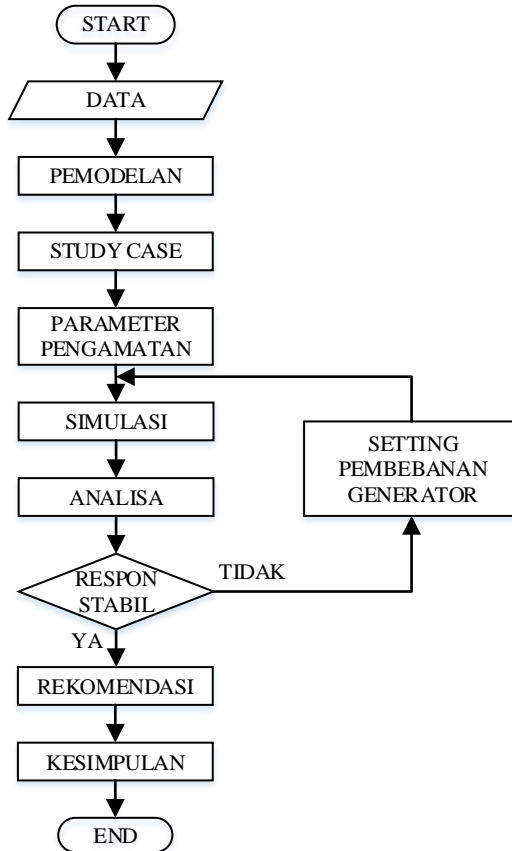 START
DATA
PEMODELAN
STUDY CASE
PARAMETER
PENGAMATAN
SIMULASI
ANALISA
SETTING
PEMBEBANAN
GENERATOR
RESPON
STABIL
TIDAK
YA
REKOMENDASI
KESIMPULAN
END